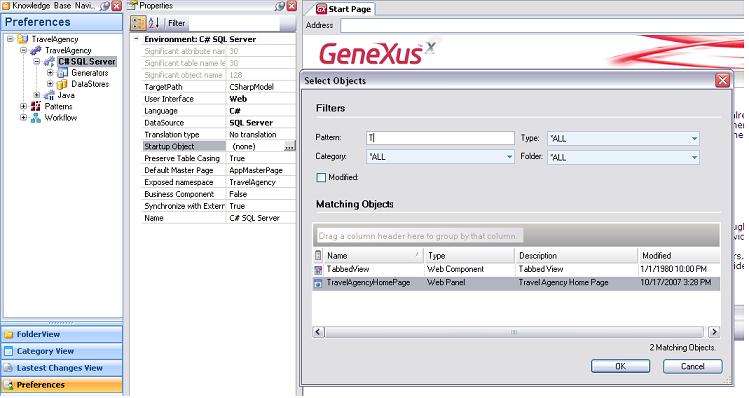 Knowledge Base Navi...
Preferences
TravelAgency
TravelAgency
C# SQL Server
Generators
DataStores
Java
Patterns
Workflow
FolderView
Category View
Lastest Changes View
Preferences
Properties
Filter
Environment: C# SQL Server
Significant attribute nam 30
Significant table name le 30
Significant object name 128
TargetPath CSharpModel
User Interface Web
Language C#
DataSource SQL Server
Translation type No translation
Startup Object (none) ...
Preserve Table Casing True
Default Master Page AppMasterPage
Exposed namespace TravelAgency
Business Component False
Synchronize with Extern True
Name C# SQL Server
Start Page
Address
GeneXus X
Select Objects
Filters
Pattern: T Type: *ALL
Category: *ALL Folder: *ALL
Modified:
Matching Objects
Drag a column header here to group by that column.
Name Type Description Modified
TabbedView Web Component Tabbed View 1/1/1980 10:00 PM
TravelAgencyHomePage Web Panel Travel Agency Home Page 10/17/2007 3:28 PM
2 Matching Objects.
OK Cancel